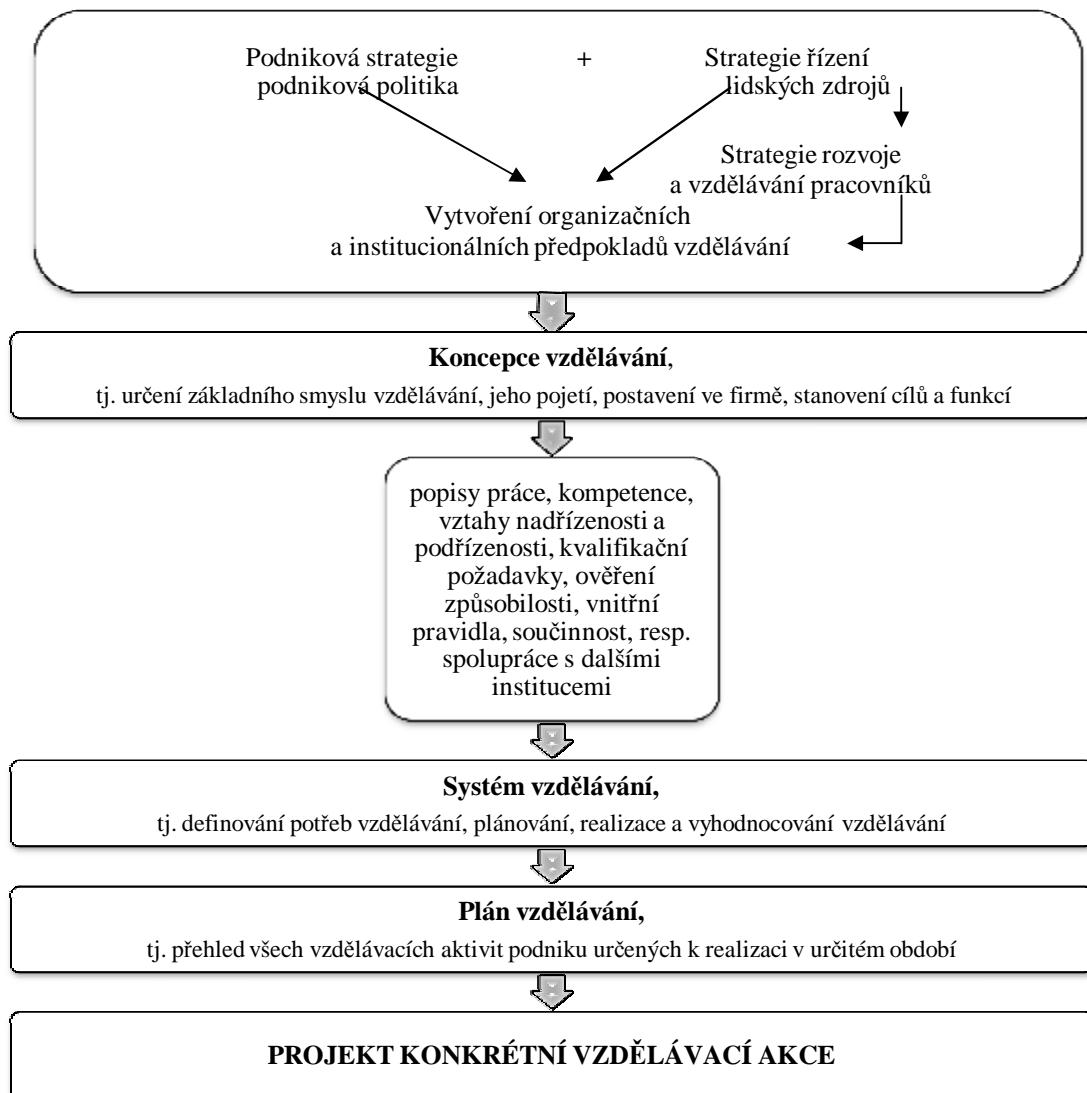 Podniková strategie + Strategie řízení
podniková politika lidských zdrojů
Strategie rozvoje
a vzdělávání pracovníků
Vytvoření organizačních
a institucionálních předpokladů vzdělávání
Koncepce vzdělávání,
tj. určení základního smyslu vzdělávání, jeho pojetí, postavení ve firmě, stanovení cílů a funkcí
popisy práce, kompetence,
vztahy nadřízenosti a
podřízenosti, kvalifikační
požadavky, ověření
způsobilosti, vnitřní
pravidla, součinnost, resp.
spolupráce s dalšími
institucemi
Systém vzdělávání,
tj. definování potřeb vzdělávání, plánování, realizace a vyhodnocování vzdělávání
Plán vzdělávání,
tj. přehled všech vzdělávacích aktivit podniku určených k realizaci v určitém období
PROJEKT KONKRÉTNÍ VZDĚLÁVACÍ AKCE